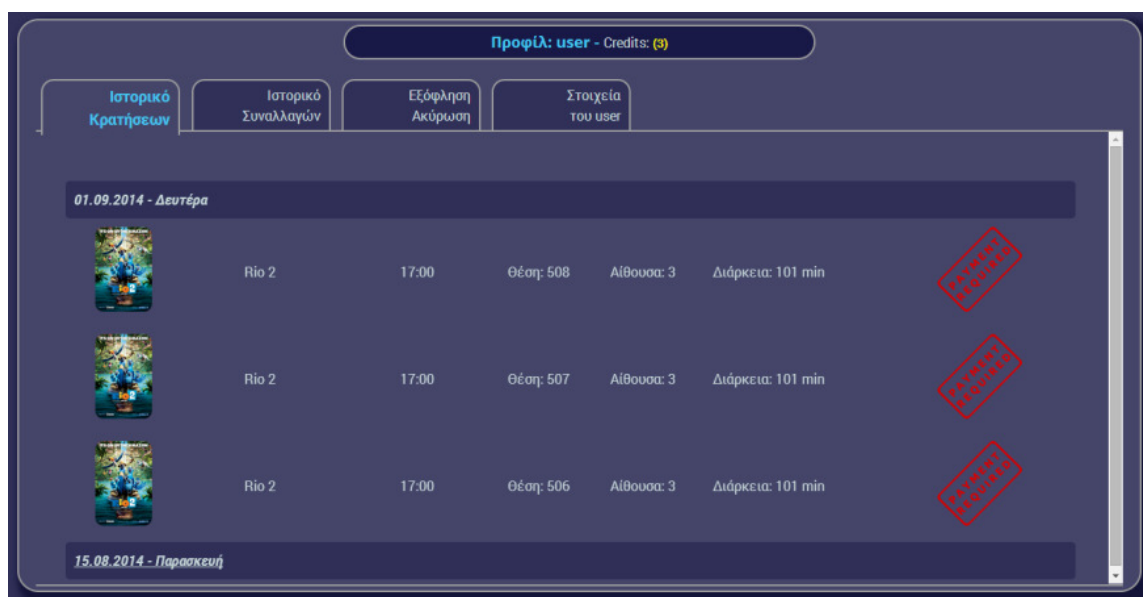 Προφίλ: user - Credits: (3)
Ιστορικό Κρατήσεων
Ιστορικό Συναλλαγών
Εξόφληση Ακύρωση
Στοιχεία του user
01.09.2014 - Δευτέρα
Rio 2 17:00 Θέση: 508 Αίθουσα: 3 Διάρκεια: 101 min PAYMENT REQUIRED
Rio 2 17:00 Θέση: 507 Αίθουσα: 3 Διάρκεια: 101 min PAYMENT REQUIRED
Rio 2 17:00 Θέση: 506 Αίθουσα: 3 Διάρκεια: 101 min PAYMENT REQUIRED
15.08.2014 - Παρασκευή